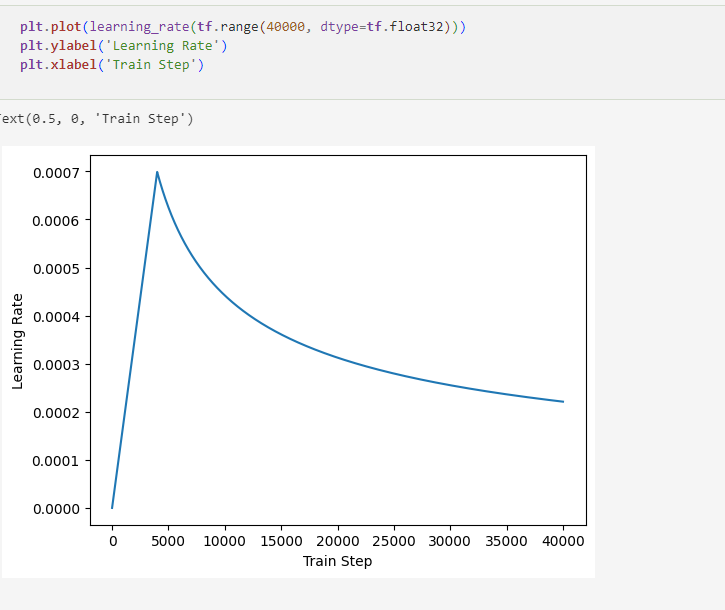 plt.plot(learning_rate(tf.range(40000, dtype=tf.float32)))
plt.ylabel('Learning Rate')
plt.xlabel('Train Step')
ext(0.5, 0, 'Train Step')
0.0007
0.0006
0.0005
0.0004
0.0003
0.0002
0.0001
0.0000
Learning Rate
0 5000 10000 15000 20000 25000 30000 35000 40000
Train Step